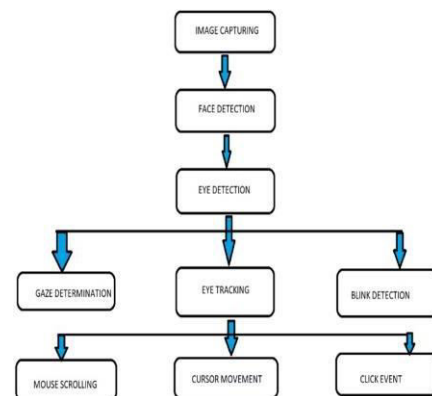 IMAGE CAPTURING
FACE DETECTION
EYE DETECTION
GAZE DETERMINATION
EYE TRACKING
BLINK DETECTION
MOUSE SCROLLING
CURSOR MOVEMENT
CLICK EVENT